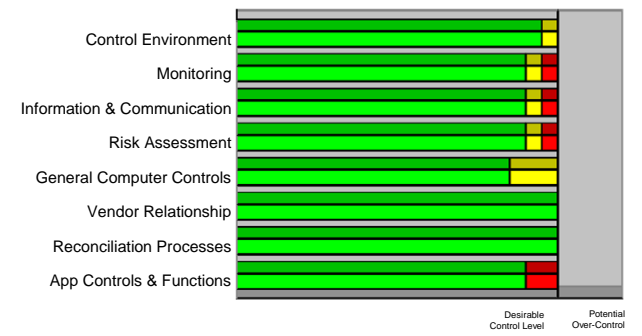 Control Environment
Monitoring
Information & Communication
Risk Assessment
General Computer Controls
Vendor Relationship
Reconciliation Processes
App Controls & Functions
Desirable
Control Level
Potential
Over-Control